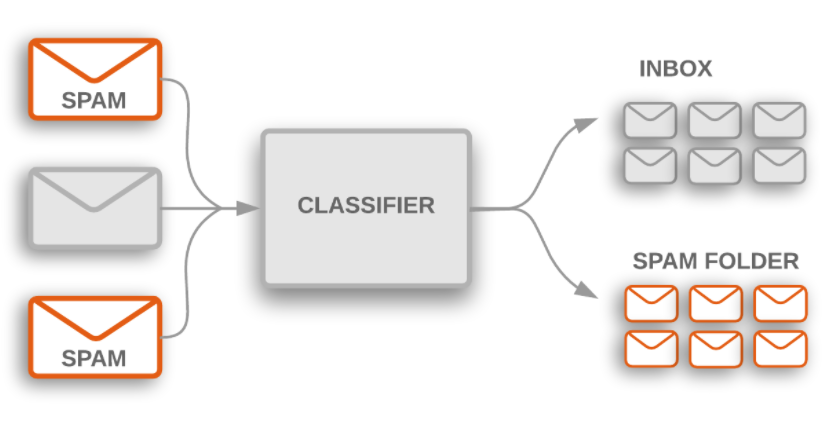 SPAM
SPAM
CLASSIFIER
INBOX
SPAM FOLDER